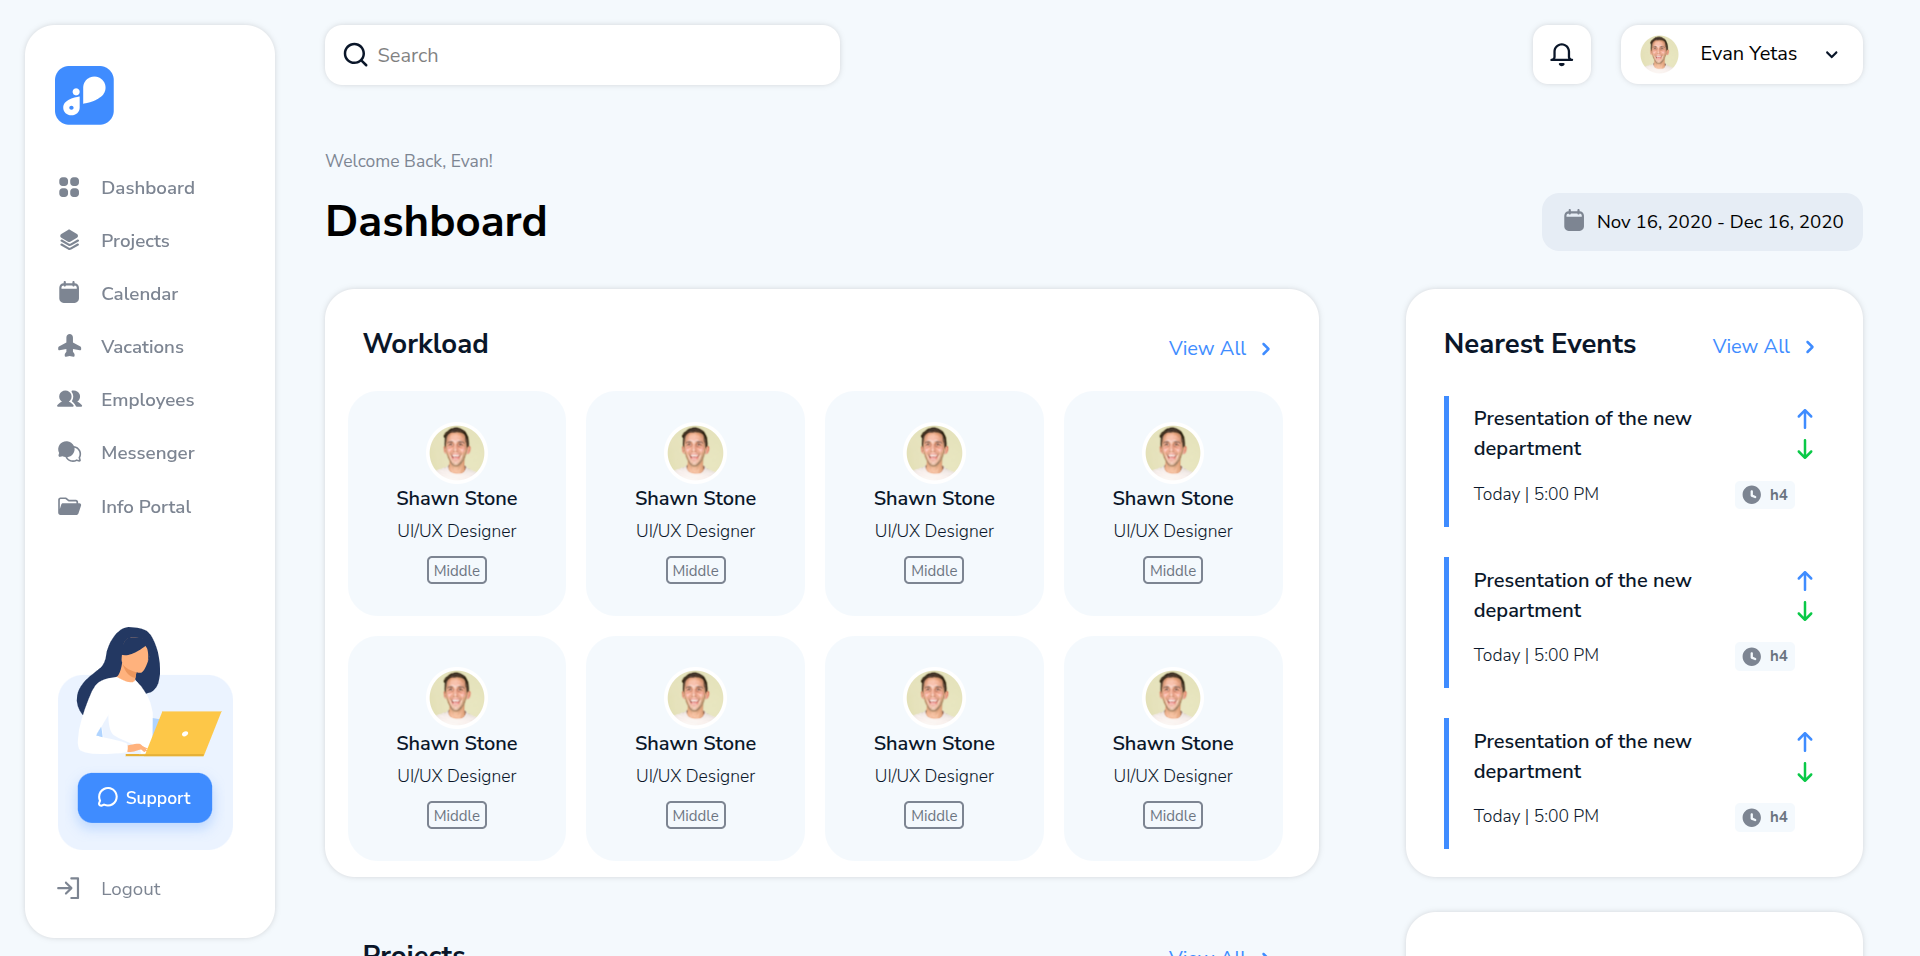 Search
Evan Yetas
Dashboard
Projects
Calendar
Vacations
Employees
Messenger
Info Portal
Support
Logout
Welcome Back, Evan!
Dashboard
Nov 16, 2020 - Dec 16, 2020
Workload
View All
Shawn Stone
UI/UX Designer
Middle
Shawn Stone
UI/UX Designer
Middle
Shawn Stone
UI/UX Designer
Middle
Shawn Stone
UI/UX Designer
Middle
Shawn Stone
UI/UX Designer
Middle
Shawn Stone
UI/UX Designer
Middle
Shawn Stone
UI/UX Designer
Middle
Shawn Stone
UI/UX Designer
Middle
Nearest Events
View All
Presentation of the new
department
Today | 5:00 PM
h4
Presentation of the new
department
Today | 5:00 PM
h4
Presentation of the new
department
Today | 5:00 PM
h4
Projects
View All